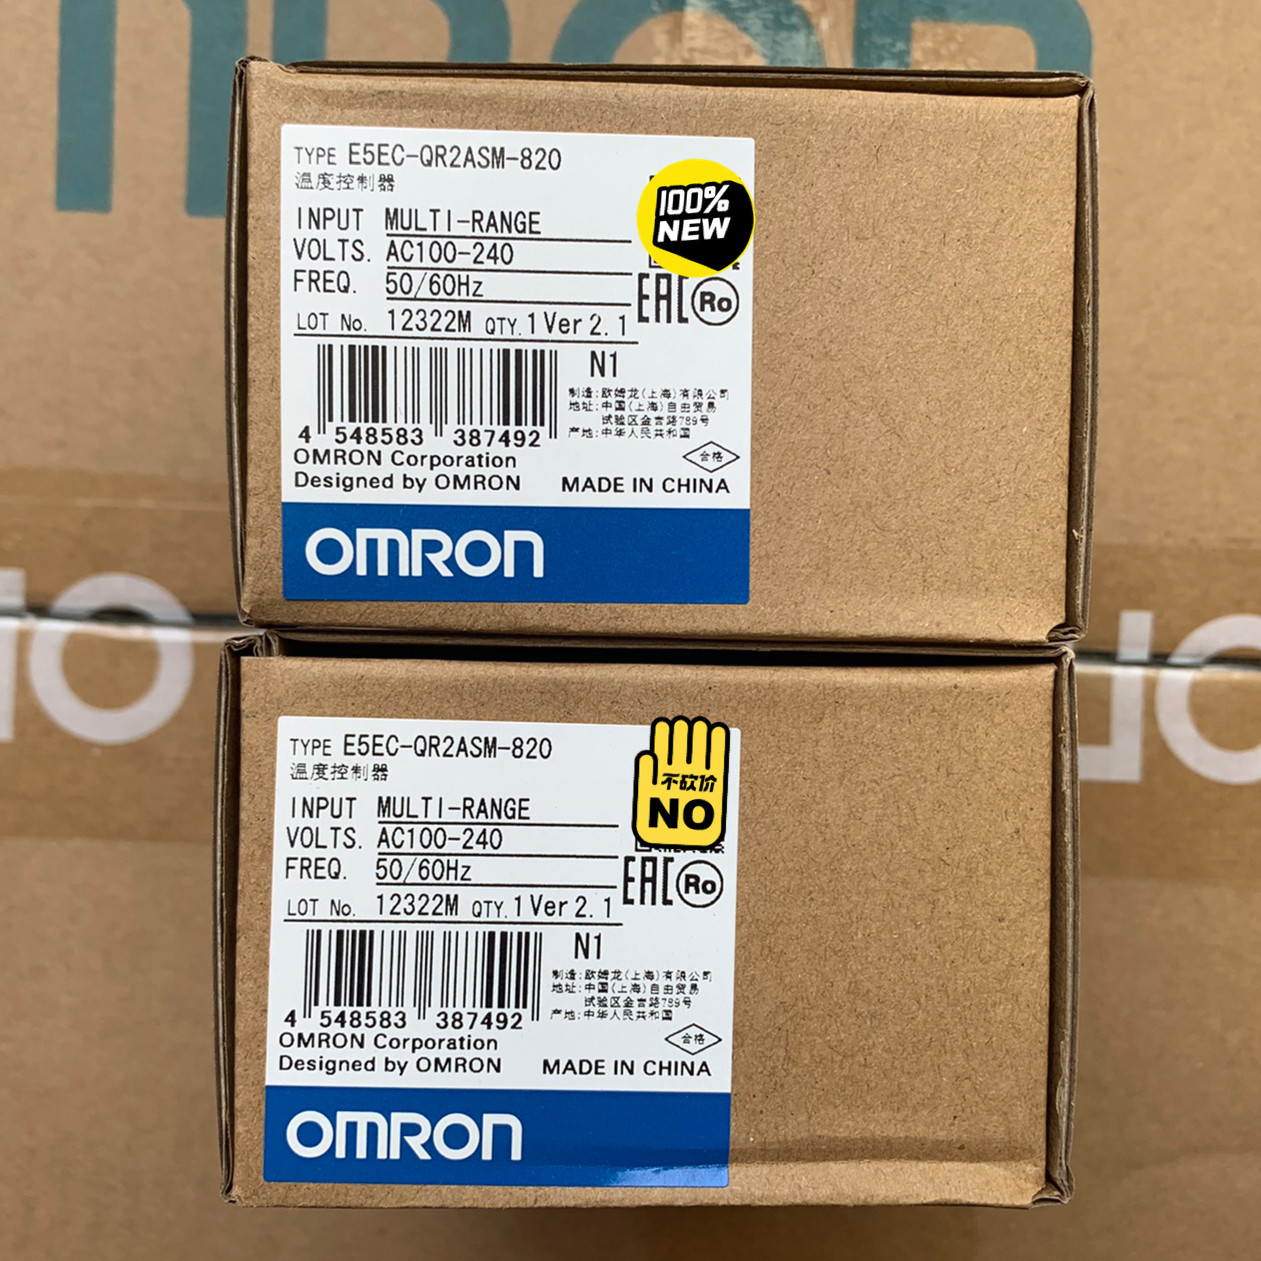 TYPE E5EC-QR2ASM-820
温度控制器
INPUT MULTI-RANGE
VOLTS. AC100-240
FREQ. 50/60Hz
100%
NEW
EAC Ro
LOT No. 12322M QTY. 1 Ver 2.1
N1
制造:欧姆龙(上海)有限公司
地址:中国(上海)自由贸易
试验区金吉路789号
产地:中华人民共和国
4 548583 387492
合格
OMRON Corporation
Designed by OMRON MADE IN CHINA
OMRON
TYPE E5EC-QR2ASM-820
温度控制器
INPUT MULTI-RANGE
VOLTS. AC100-240
FREQ. 50/60Hz
不砍价
NO
EAC Ro
LOT No. 12322M QTY. 1 Ver 2.1
N1
制造:欧姆龙(上海)有限公司
地址:中国(上海)自由贸易
试验区金吉路789号
产地:中华人民共和国
4 548583 387492
合格
OMRON Corporation
Designed by OMRON MADE IN CHINA
OMRON